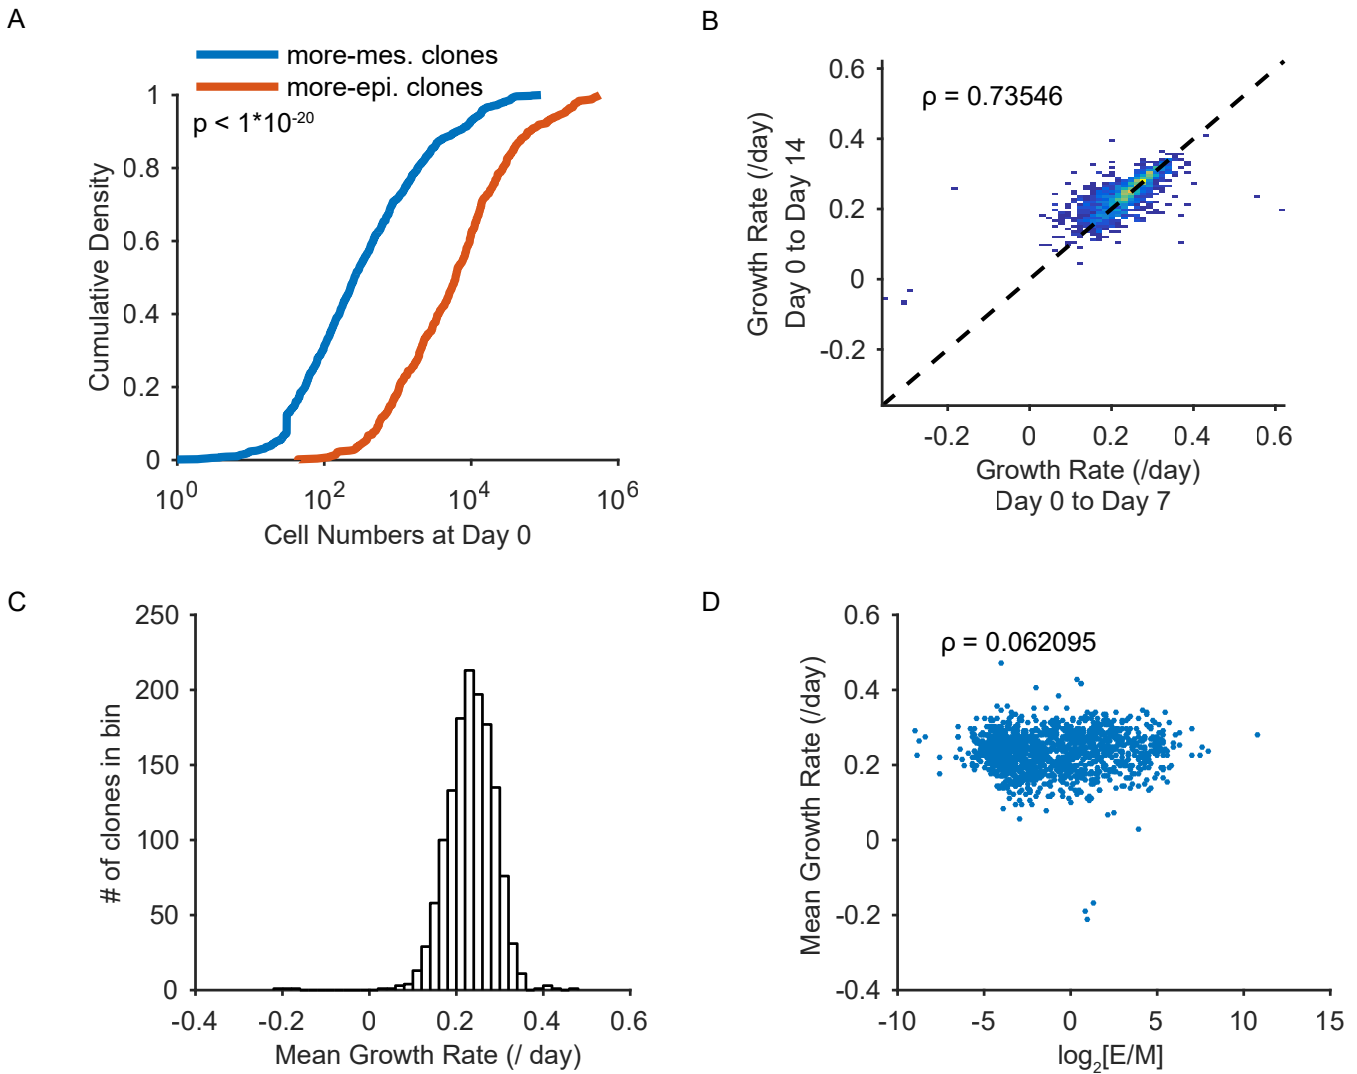 A
more-mes. clones
more-epi. clones
p < 1*10-20
1
0.8
0.6
0.4
0.2
0
Cumulative Density
10^0 10^2 10^4 10^6
Cell Numbers at Day 0
B
ρ = 0.73546
0.6
0.4
0.2
0
-0.2
Growth Rate (/day)
Day 0 to Day 14
-0.2 0 0.2 0.4 0.6
Growth Rate (/day)
Day 0 to Day 7
C
250
200
150
100
50
0
# of clones in bin
-0.4 -0.2 0 0.2 0.4 0.6
Mean Growth Rate (/ day)
D
ρ = 0.062095
0.6
0.4
0.2
0
-0.2
-0.4
Mean Growth Rate (/day)
-10 -5 0 5 10 15
log2[E/M]